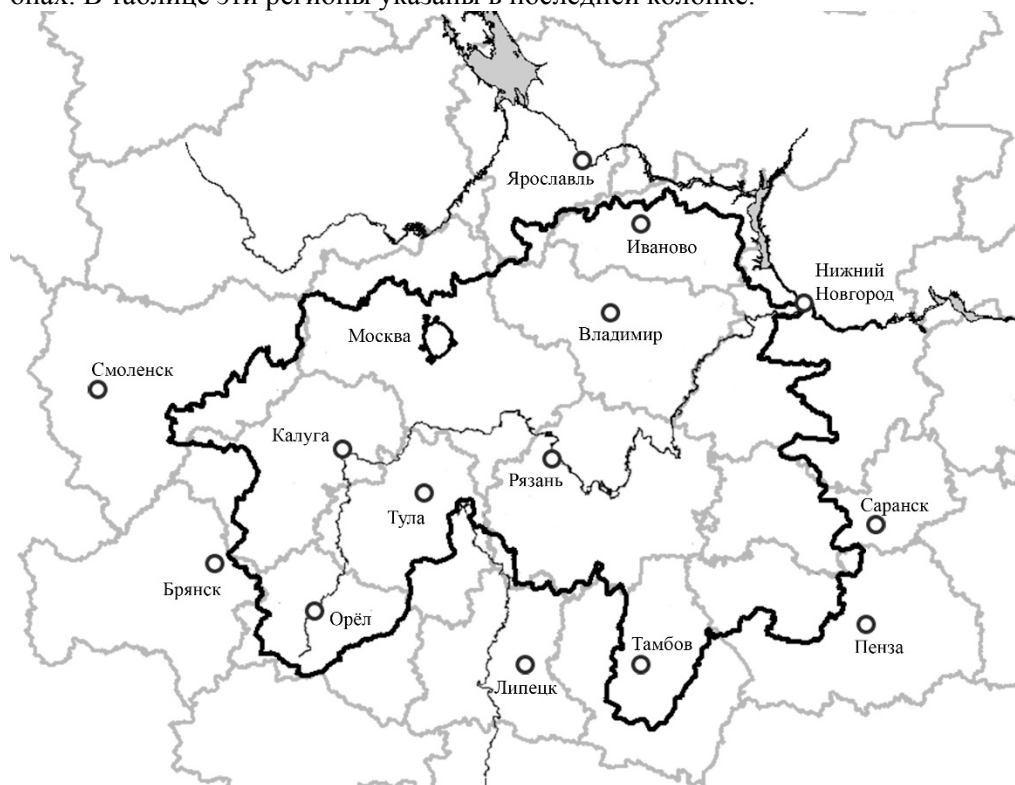 онах. В таблице эти регионы указаны в последней колонке.
Ярославль
Иваново
Нижний
Новгород
Москва
Владимир
Смоленск
Калуга
Рязань
Тула
Саранск
Брянск
Орёл
Тамбов
Пенза
Липецк